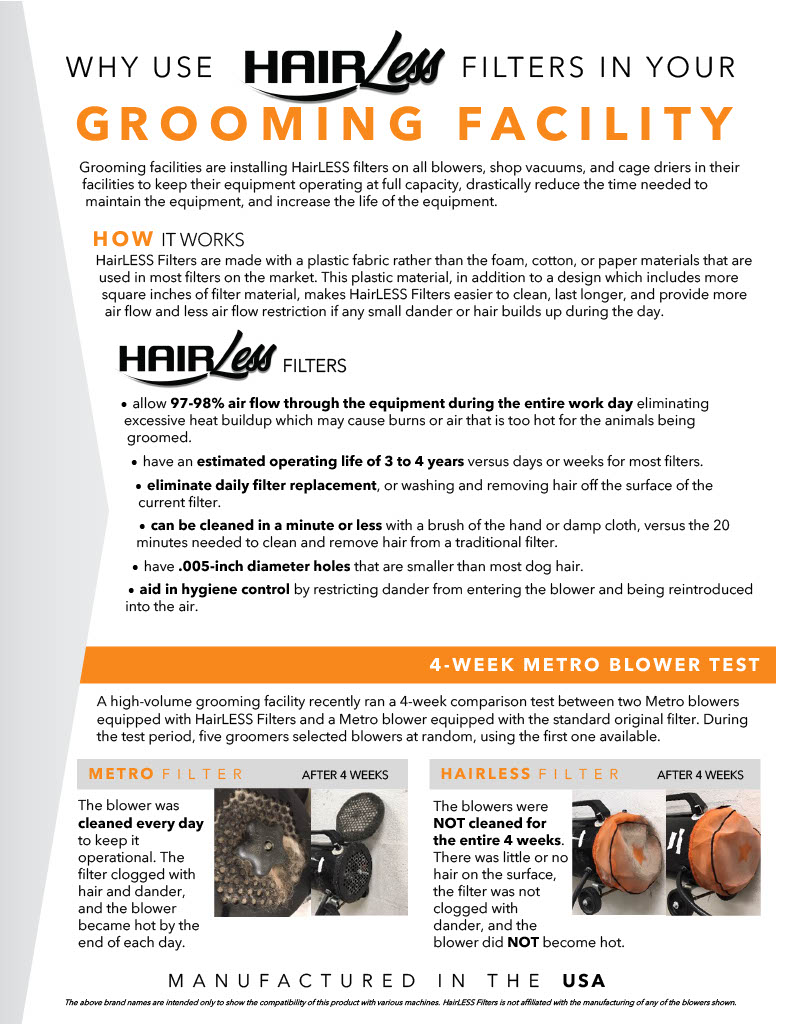 WHY USE HAIRLess FILTERS IN YOUR
GROOMING FACILITY
Grooming facilities are installing HairLESS filters on all blowers, shop vacuums, and cage driers in their
facilities to keep their equipment operating at full capacity, drastically reduce the time needed to
maintain the equipment, and increase the life of the equipment.
HOW IT WORKS
HairLESS Filters are made with a plastic fabric rather than the foam, cotton, or paper materials that are
used in most filters on the market. This plastic material, in addition to a design which includes more
square inches of filter material, makes HairLESS Filters easier to clean, last longer, and provide more
air flow and less air flow restriction if any small dander or hair builds up during the day.
HAIRLess FILTERS
• allow 97-98% air flow through the equipment during the entire work day eliminating
excessive heat buildup which may cause burns or air that is too hot for the animals being
groomed.
• have an estimated operating life of 3 to 4 years versus days or weeks for most filters.
• eliminate daily filter replacement, or washing and removing hair off the surface of the
current filter.
• can be cleaned in a minute or less with a brush of the hand or damp cloth, versus the 20
minutes needed to clean and remove hair from a traditional filter.
• have .005-inch diameter holes that are smaller than most dog hair.
• aid in hygiene control by restricting dander from entering the blower and being reintroduced
into the air.
4-WEEK METRO BLOWER TEST
A high-volume grooming facility recently ran a 4-week comparison test between two Metro blowers
equipped with HairLESS Filters and a Metro blower equipped with the standard original filter. During
the test period, five groomers selected blowers at random, using the first one available.
METRO FILTER AFTER 4 WEEKS
The blower was
cleaned every day
to keep it
operational. The
filter clogged with
hair and dander,
and the blower
became hot by the
end of each day.
HAIRLESS FILTER AFTER 4 WEEKS
The blowers were
NOT cleaned for
the entire 4 weeks.
There was little or no
hair on the surface,
the filter was not
clogged with
dander, and the
blower did NOT become hot.
MANUFACTURED IN THE USA
The above brand names are intended only to show the compatibility of this product with various machines. HairLESS Filters is not affiliated with the manufacturing of any of the blowers shown.